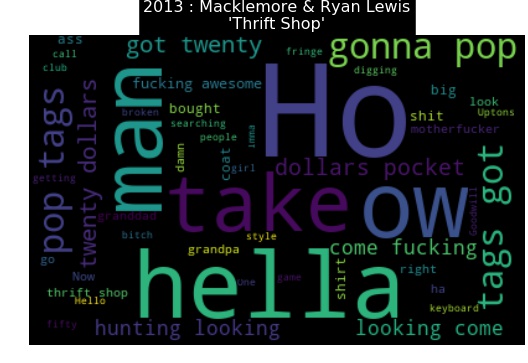 2013 : Macklemore & Ryan Lewis
'Thrift Shop'
ass
got twenty
fringe
gonna pop
call
club
man
fucking awesome
Ho
digging
big
look
broken
bought
shit
Uptons
searching
motherfucker
pop tags
twenty dollars
people
imma
damn
coat
girl
dollars pocket
getting
take
ow
tags got
Goodwill
granddad
bitch
style
grandpa
come fucking
go
Now
hella
One
game
shirt
right
thrift shop
Hello
ha
keyboard
fifty
hunting looking
looking come